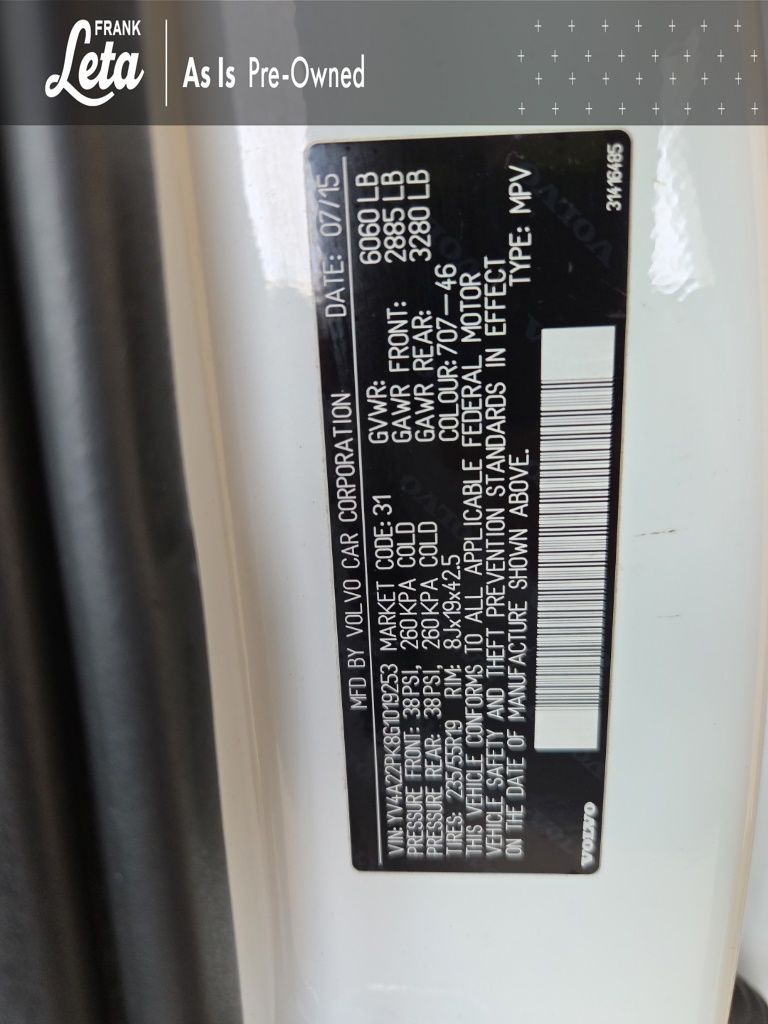 FRANK
Leta
As Is Pre-Owned
MFD BY VOLVO CAR CORPORATION DATE: 07/15
VIN: YV4A22PK8G1019253 MARKET CODE: 31 GVWR: 6060 LB
PRESSURE FRONT: 38PSI, 260KPA COLD GAWR FRONT: 2885 LB
PRESSURE REAR: 38PSI, 260KPA COLD GAWR REAR: 3280 LB
TIRES: 235/55R19 RIM: 8Jx19x42.5 COLOUR: 707-46
THIS VEHICLE CONFORMS TO ALL APPLICABLE FEDERAL MOTOR
VEHICLE SAFETY AND THEFT PREVENTION STANDARDS IN EFFECT
ON THE DATE OF MANUFACTURE SHOWN ABOVE. TYPE: MPV
VOLVO
31416485